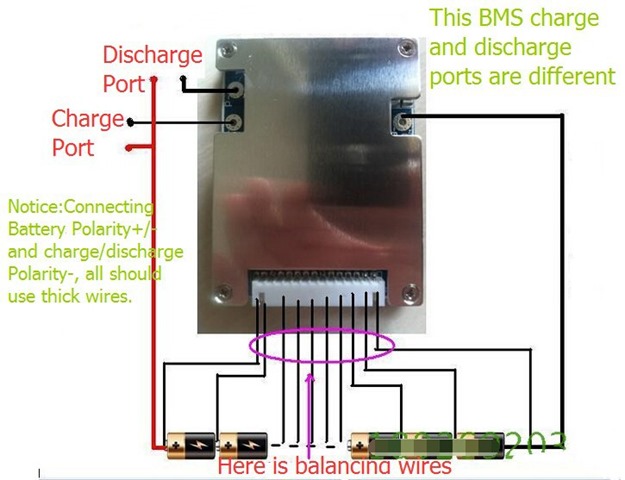 This BMS charge
and discharge
ports are different
Discharge
Port
Charge
Port
Notice:Connecting
Battery Polarity+/-
and charge/discharge
Polarity-, all should
use thick wires.
Here is balancing wires